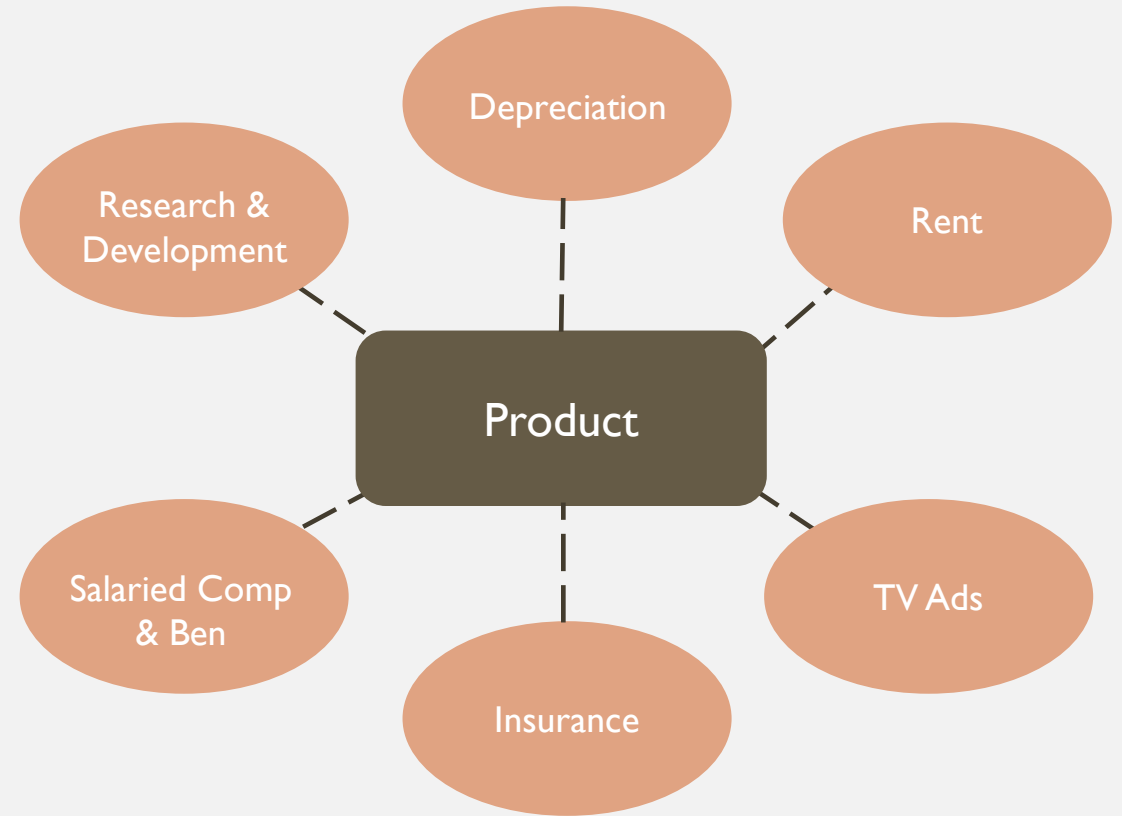 Depreciation
Research &
Development
Rent
Product
Salaried Comp
& Ben
TV Ads
Insurance